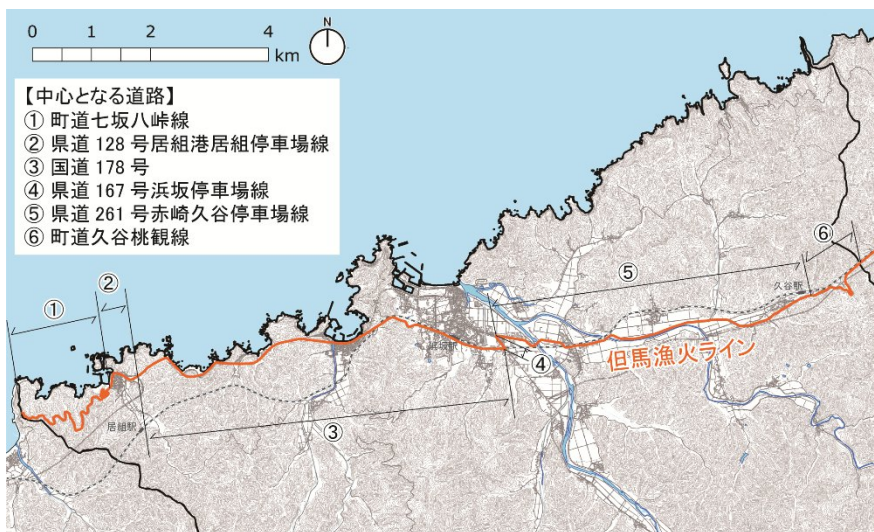 0 1 2 4
km
N
【中心となる道路】
① 町道七坂八峠線
② 県道 128 号居組港居組停車場線
③ 国道 178 号
④ 県道 167 号浜坂停車場線
⑤ 県道 261 号赤崎久谷停車場線
⑥ 町道久谷桃観線
⑥
⑤
②
①
久谷駅
浜坂駅
④
但馬漁火ライン
居組駅
③